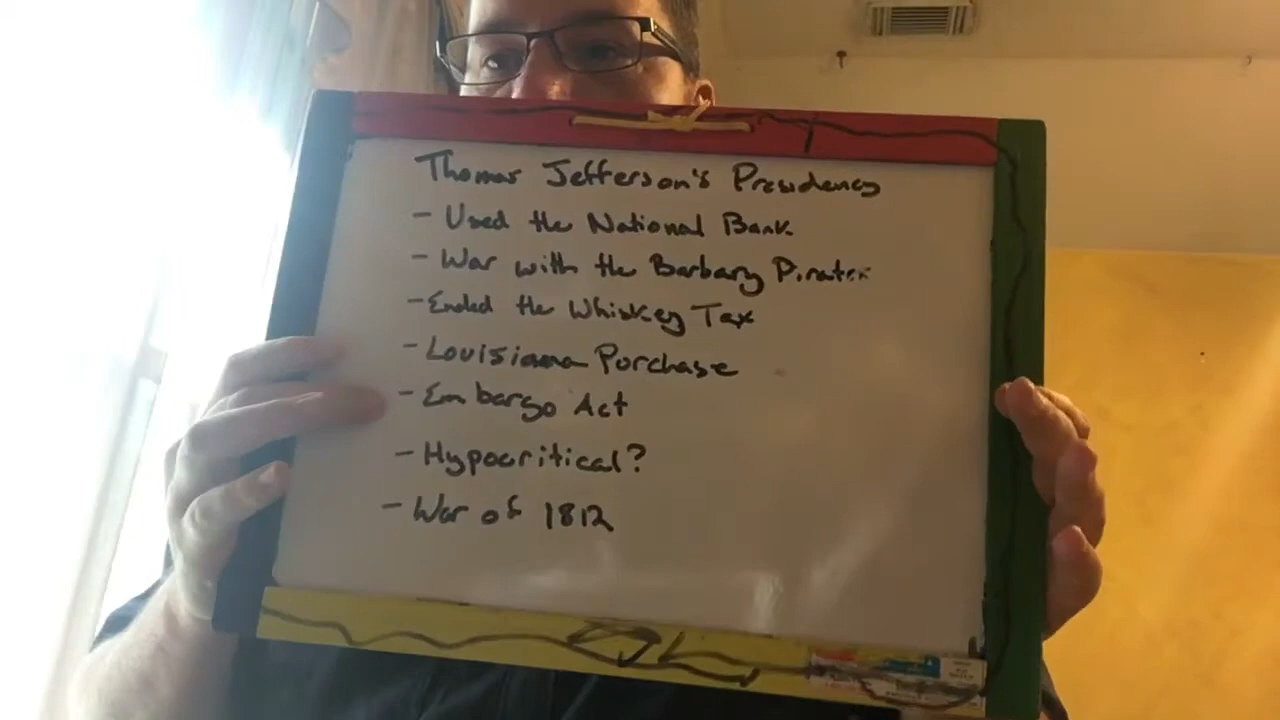 Thomas Jefferson's Presidency
- Used the National Bank
- War with the Barbary Pirates
- Ended the Whiskey Tax
- Louisiana Purchase
- Embargo Act
- Hypocritical?
- War of 1812